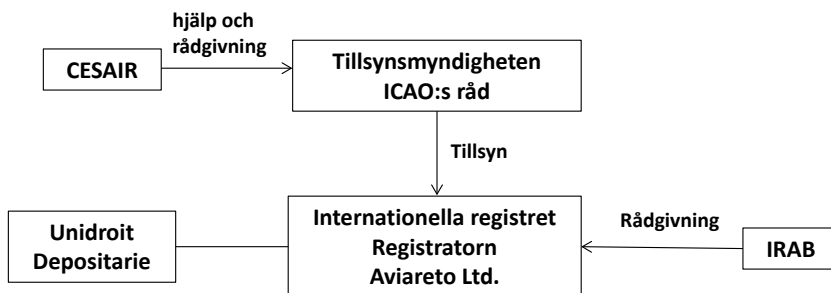 hjälp och
rådgivning
CESAIR
Tillsynsmyndigheten
ICAO:s råd
Tillsyn
Unidroit
Depositarie
Internationella registret
Registratorn
Aviareto Ltd.
Rådgivning
IRAB